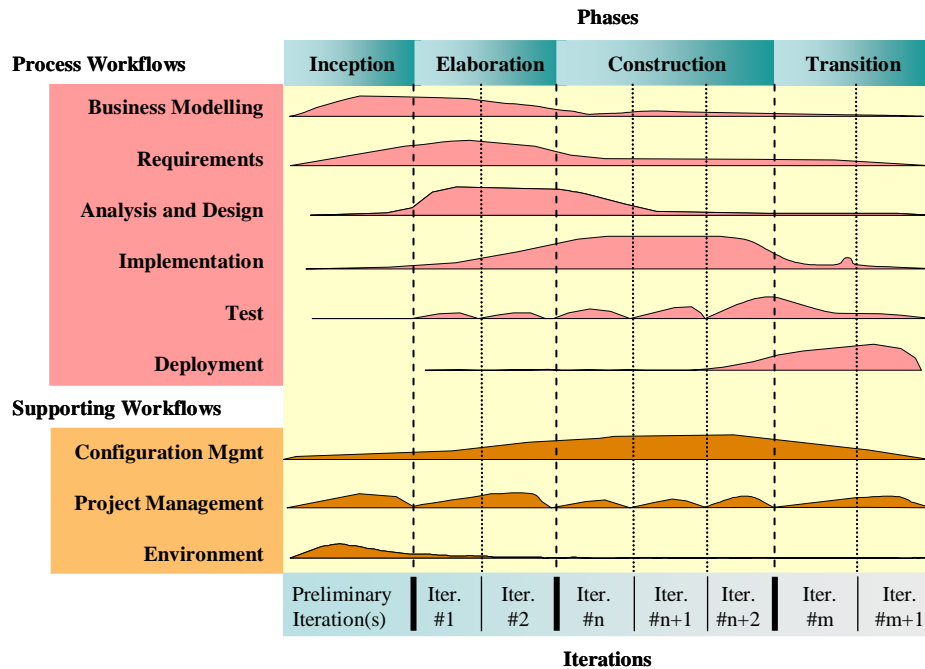 Phases
Process Workflows
Inception
Elaboration
Construction
Transition
Business Modelling
Requirements
Analysis and Design
Implementation
Test
Deployment
Supporting Workflows
Configuration Mgmt
Project Management
Environment
Preliminary
Iteration(s)
Iter.
#1
Iter.
#2
Iter.
#n
Iter.
#n+1
Iter.
#n+2
Iter.
#m
Iter.
#m+1
Iterations